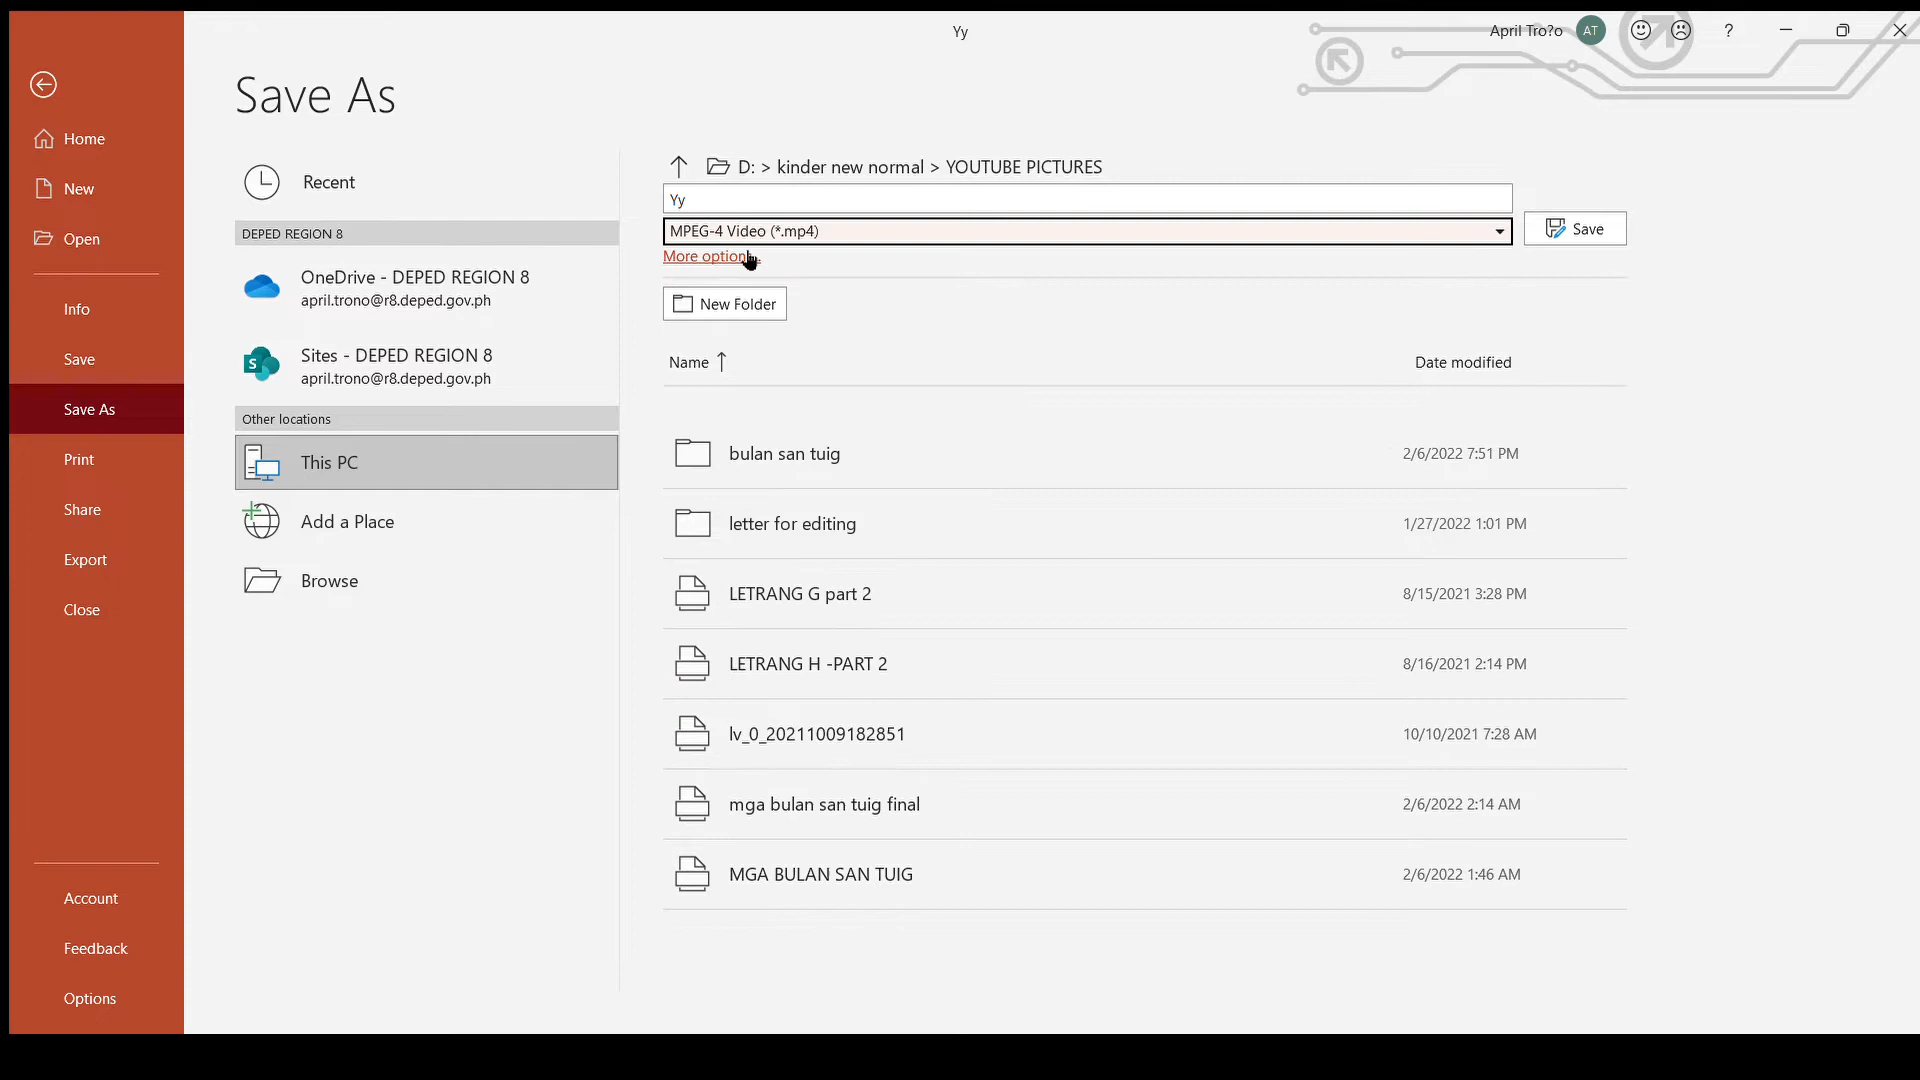 Yy
April Tro?o
AT
?
Save As
Home
New
Open
Info
Save
Save As
Print
Share
Export
Close
Account
Feedback
Options
Recent
DEPED REGION 8
OneDrive - DEPED REGION 8
april.trono@r8.deped.gov.ph
S
Sites - DEPED REGION 8
april.trono@r8.deped.gov.ph
Other locations
This PC
Add a Place
Browse
D: > kinder new normal > YOUTUBE PICTURES
Yy
MPEG-4 Video (*.mp4)
Save
More option
New Folder
Name Date modified
bulan san tuig 2/6/2022 7:51 PM
letter for editing 1/27/2022 1:01 PM
LETRANG G part 2 8/15/2021 3:28 PM
LETRANG H -PART 2 8/16/2021 2:14 PM
lv_0_20211009182851 10/10/2021 7:28 AM
mga bulan san tuig final 2/6/2022 2:14 AM
MGA BULAN SAN TUIG 2/6/2022 1:46 AM